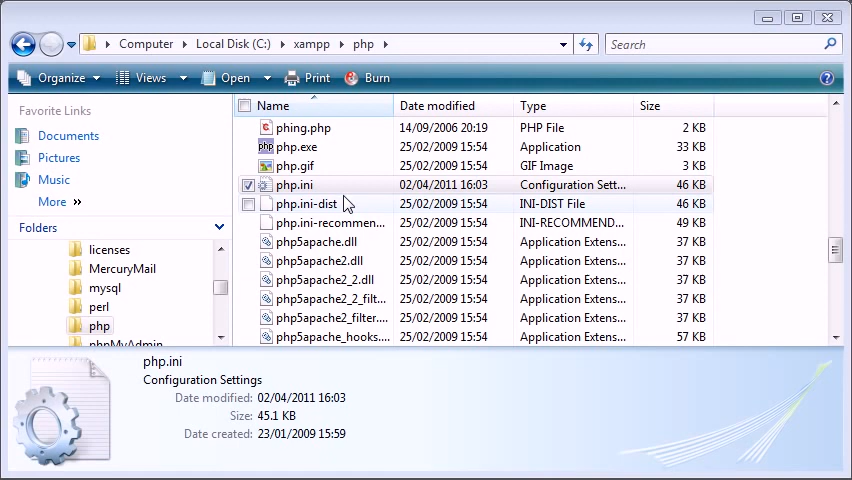 Computer Local Disk (C:) xampp php Search
Organize Views Open Print Burn
Favorite Links
Documents
Pictures
Music
More »
Folders
licenses
MercuryMail
mysql
perl
php
phpMyAdmin
Name Date modified Type Size
phing.php 14/09/2006 20:19 PHP File 2 KB
php.exe 25/02/2009 15:54 Application 33 KB
php.gif 25/02/2009 15:54 GIF Image 3 KB
php.ini 02/04/2011 16:03 Configuration Sett... 46 KB
php.ini-dist 25/02/2009 15:54 INI-DIST File 46 KB
php.ini-recommen... 25/02/2009 15:54 INI-RECOMMEND... 49 KB
php5apache.dll 25/02/2009 15:54 Application Extens... 37 KB
php5apache2.dll 25/02/2009 15:54 Application Extens... 37 KB
php5apache2_2.dll 25/02/2009 15:54 Application Extens... 37 KB
php5apache2_2_filt... 25/02/2009 15:54 Application Extens... 37 KB
php5apache2_filter.... 25/02/2009 15:54 Application Extens... 37 KB
php5apache_hooks.... 25/02/2009 15:54 Application Extens... 57 KB
php.ini
Configuration Settings
Date modified: 02/04/2011 16:03
Size: 45.1 KB
Date created: 23/01/2009 15:59